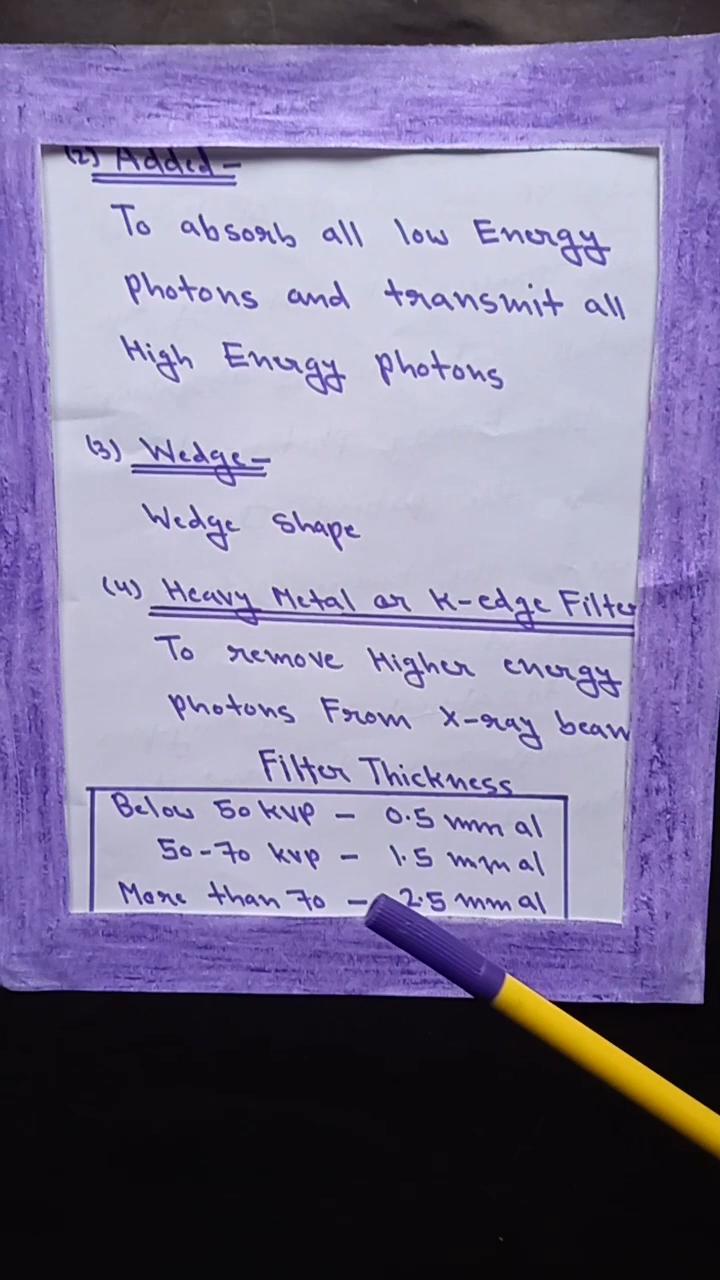 (2) Added-
To absorb all low Energy
photons and transmit all
High Energy photons
(3) Wedge-
Wedge shape
(4) Heavy Metal or K-edge Filter
To remove Higher energy
photons From X-ray beam
Filter Thickness
Below 50 kvp - 0.5 mm al
50-70 kvp - 1.5 mm al
More than 70 - 2.5 mm al